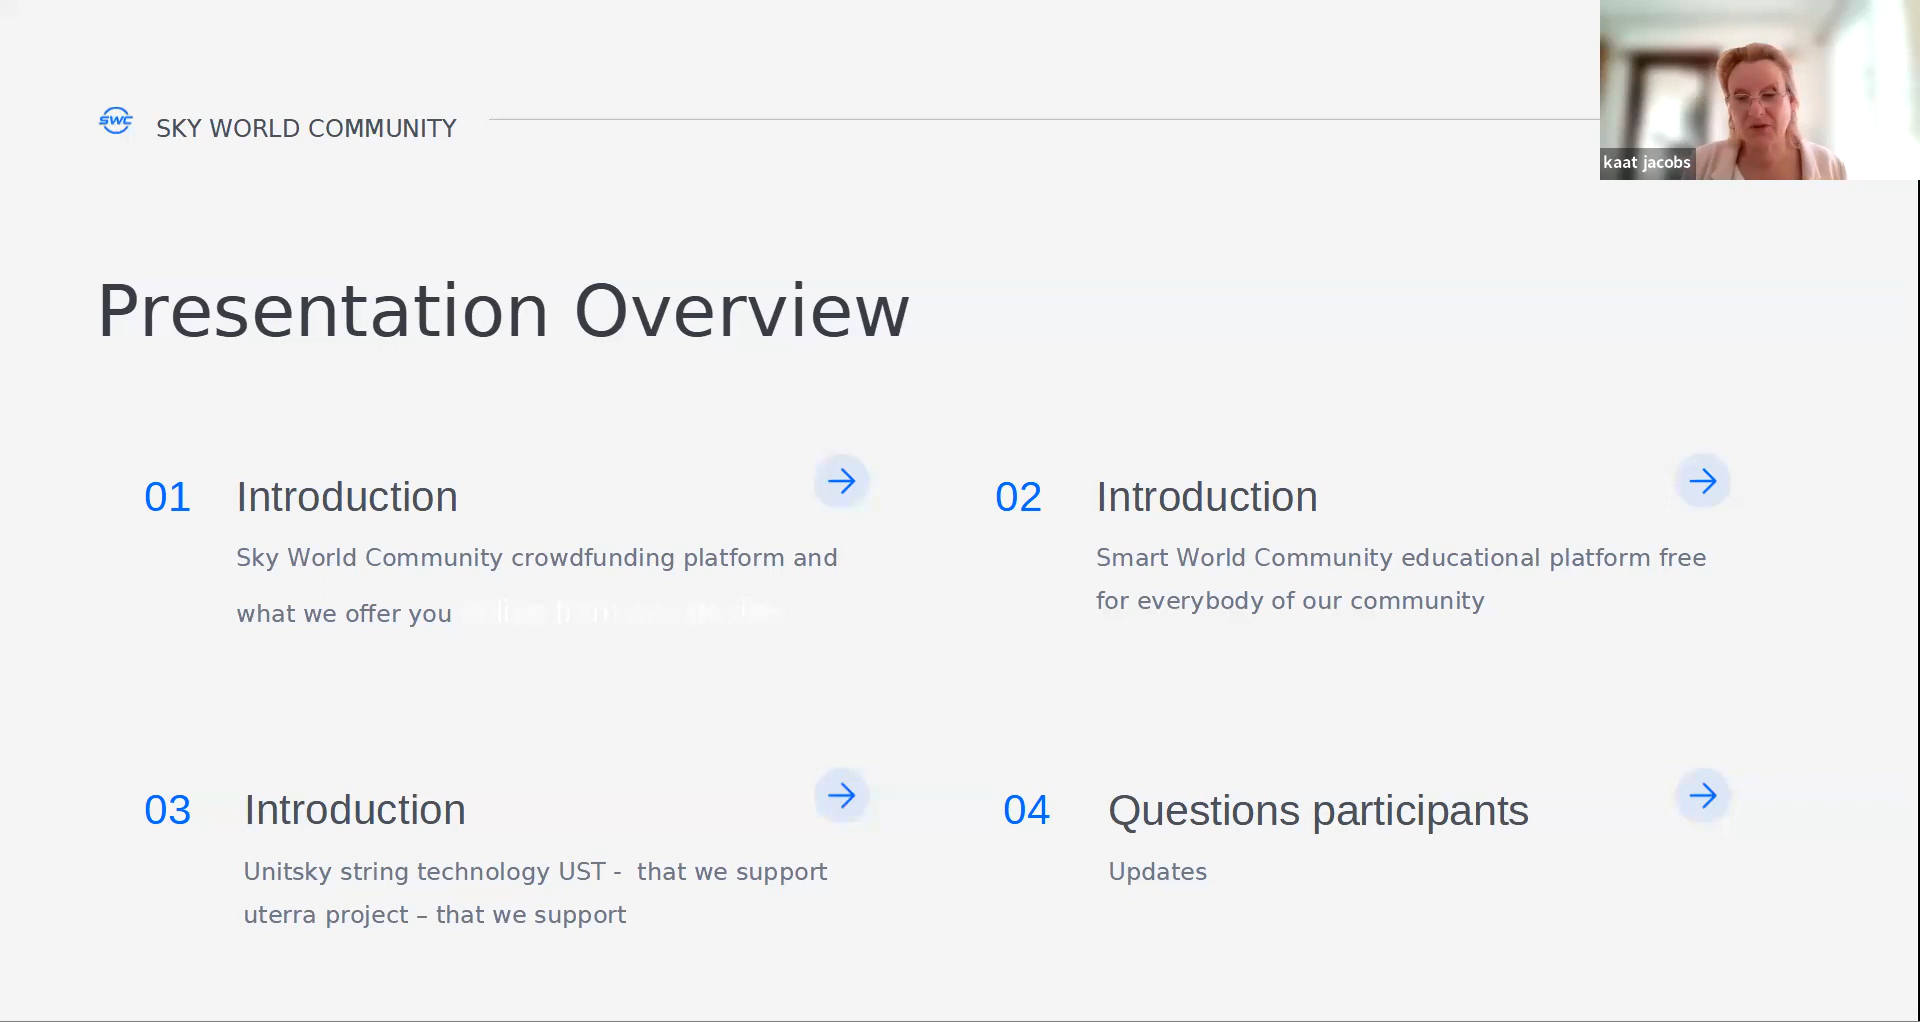 SWC SKY WORLD COMMUNITY
kaat jacobs
Presentation Overview
01 Introduction
Sky World Community crowdfunding platform and
what we offer you
02 Introduction
Smart World Community educational platform free
for everybody of our community
03 Introduction
Unitsky string technology UST - that we support
uterra project – that we support
04 Questions participants
Updates